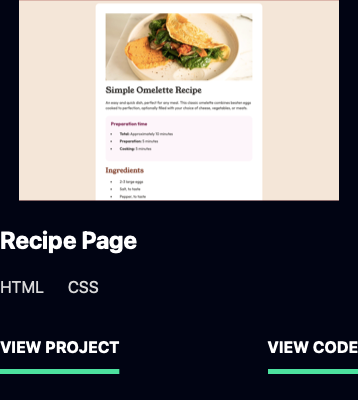 Simple Omelette Recipe
An easy and quick dish, perfect for any meal. This classic omelette combines beaten eggs
cooked to perfection, optionally filled with your choice of cheese, vegetables, or meats.
Preparation time
Total: Approximately 10 minutes
Preparation: 5 minutes
Cooking: 5 minutes
Ingredients
2-3 large eggs
Salt, to taste
Pepper, to taste
Recipe Page
HTML CSS
VIEW PROJECT VIEW CODE